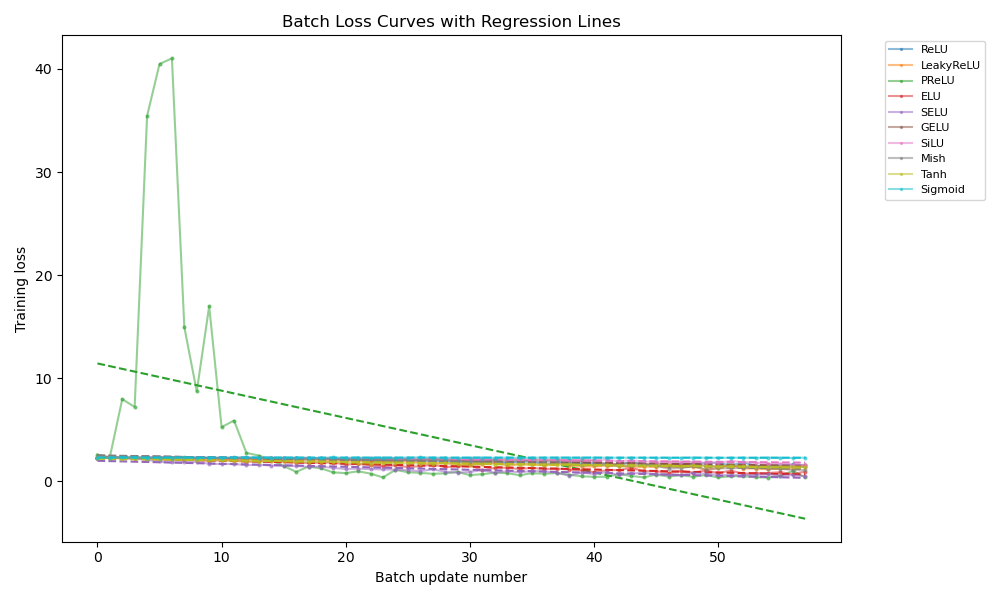 Batch Loss Curves with Regression Lines
Training loss
40
30
20
10
0
0
10
20
30
40
50
Batch update number
ReLU
LeakyReLU
PReLU
ELU
SELU
GELU
SiLU
Mish
Tanh
Sigmoid